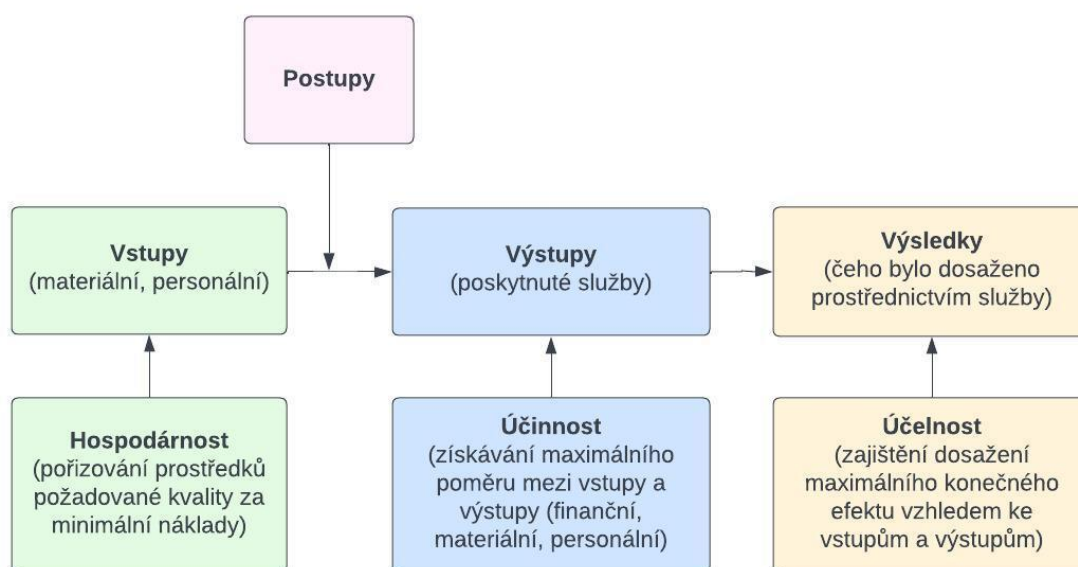 Postupy
Vstupy
(materiální, personální)
Výstupy
(poskytnuté služby)
Výsledky
(čeho bylo dosaženo
prostřednictvím služby)
Hospodárnost
(pořizování prostředků
požadované kvality za
minimální náklady)
Účinnost
(získávání maximálního
poměru mezi vstupy a
výstupy (finanční,
materiální, personální)
Účelnost
(zajištění dosažení
maximálního konečného
efektu vzhledem ke
vstupům a výstupům)